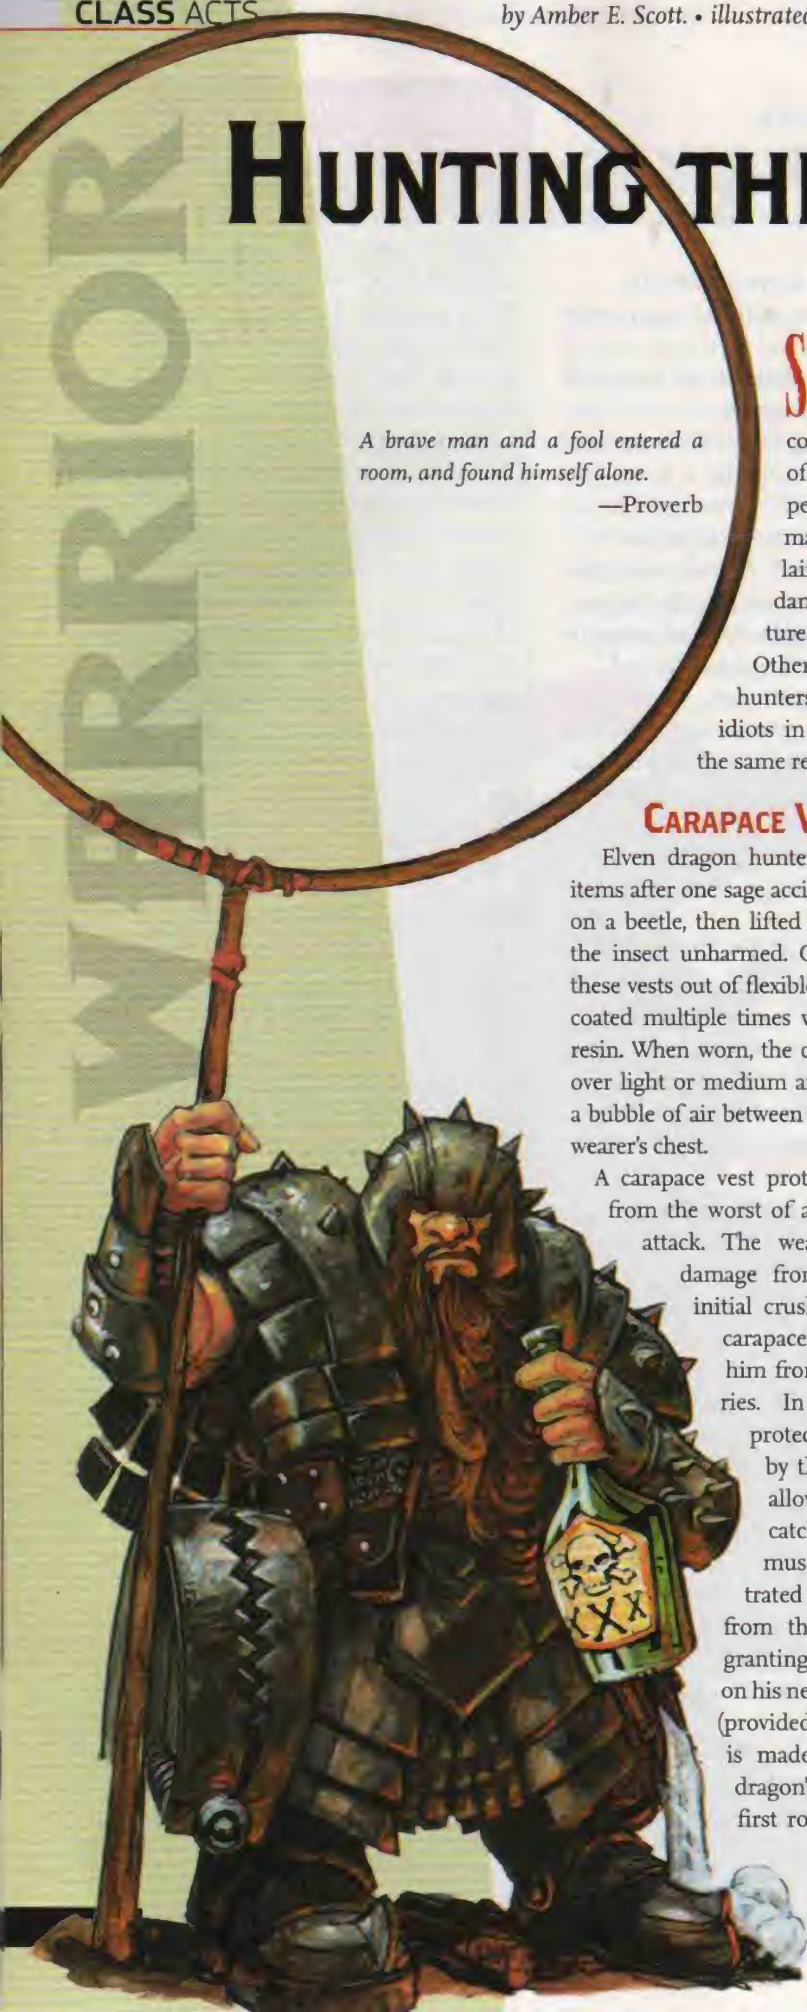 CLASS ACTS
by Amber E. Scott. • illustrated
WARRIOR
HUNTING THE
A brave man and a fool entered a
room, and found himself alone.
—Proverb
S
co
of
pe
ma
lai
dan
ture
Other
hunters
idiots in
the same re
CARAPACE V
Elven dragon hunte
items after one sage acci
on a beetle, then lifted
the insect unharmed. C
these vests out of flexible
coated multiple times v
resin. When worn, the c
over light or medium a
a bubble of air between
wearer's chest.
A carapace vest prot
from the worst of a
attack. The wea
damage from
initial crus
carapace
him from
ries. In
protec
by th
allow
catc
mus
trated
from th
granting
on his ne
(provided
is made
dragon'
first ro
XXX